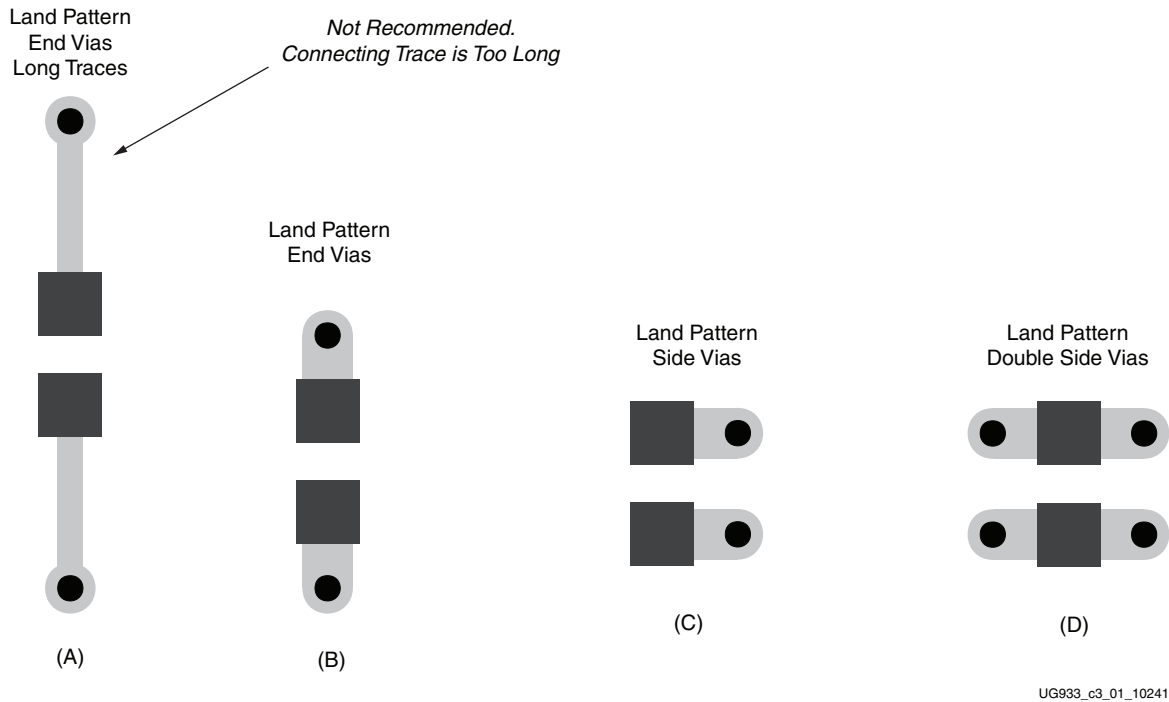 Land Pattern
End Vias
Long Traces
Not Recommended.
Connecting Trace is Too Long
Land Pattern
End Vias
Land Pattern
Side Vias
Land Pattern
Double Side Vias
(A)
(B)
(C)
(D)
UG933_c3_01_10241